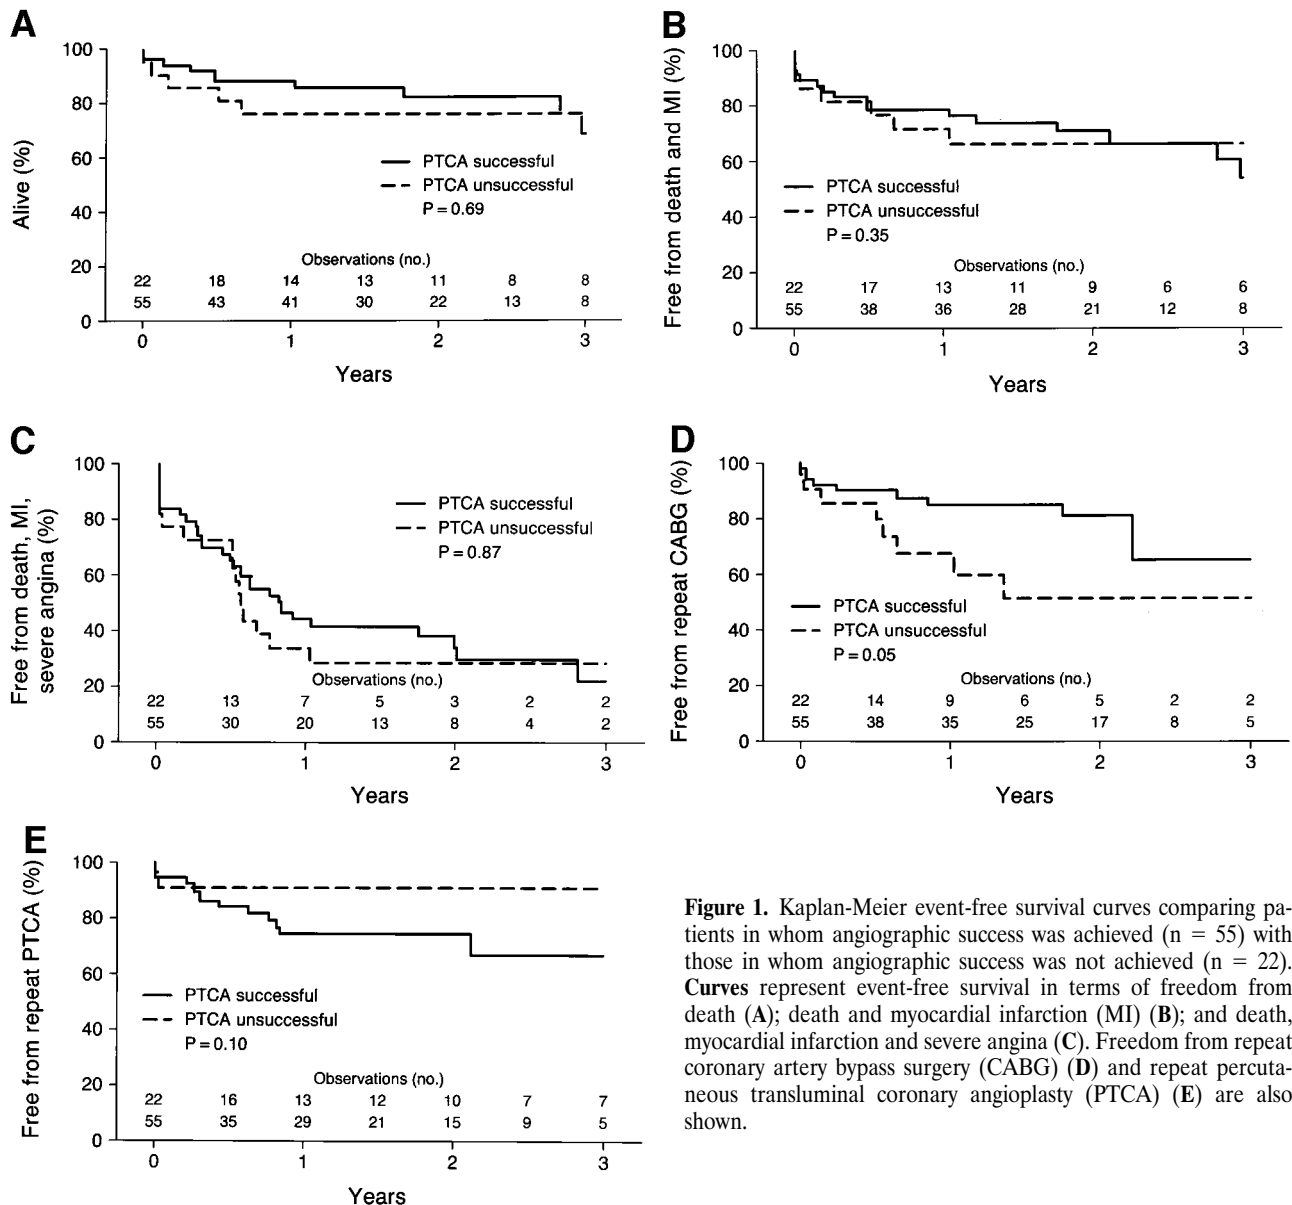 A
Alive (%)
100
80
60
40
20
0
PTCA successful
PTCA unsuccessful
P = 0.69
Observations (no.)
22 18 14 13 11 8 8
55 43 41 30 22 13 8
0 1 2 3
Years
B
Free from death and MI (%)
100
80
60
40
20
0
PTCA successful
PTCA unsuccessful
P = 0.35
Observations (no.)
22 17 13 11 9 6 6
55 38 36 28 21 12 8
0 1 2 3
Years
C
Free from death, MI,
severe angina (%)
100
80
60
40
20
0
PTCA successful
PTCA unsuccessful
P = 0.87
Observations (no.)
22 13 7 5 3 2 2
55 30 20 13 8 4 2
0 1 2 3
Years
D
Free from repeat CABG (%)
100
80
60
40
20
0
PTCA successful
PTCA unsuccessful
P = 0.05
Observations (no.)
22 14 9 6 5 2 2
55 38 35 25 17 8 5
0 1 2 3
Years
E
Free from repeat PTCA (%)
100
80
60
40
20
0
PTCA successful
PTCA unsuccessful
P = 0.10
Observations (no.)
22 16 13 12 10 7 7
55 35 29 21 15 9 5
0 1 2 3
Years
Figure 1. Kaplan-Meier event-free survival curves comparing pa-
tients in whom angiographic success was achieved (n = 55) with
those in whom angiographic success was not achieved (n = 22).
Curves represent event-free survival in terms of freedom from
death (A); death and myocardial infarction (MI) (B); and death,
myocardial infarction and severe angina (C). Freedom from repeat
coronary artery bypass surgery (CABG) (D) and repeat percuta-
neous transluminal coronary angioplasty (PTCA) (E) are also
shown.